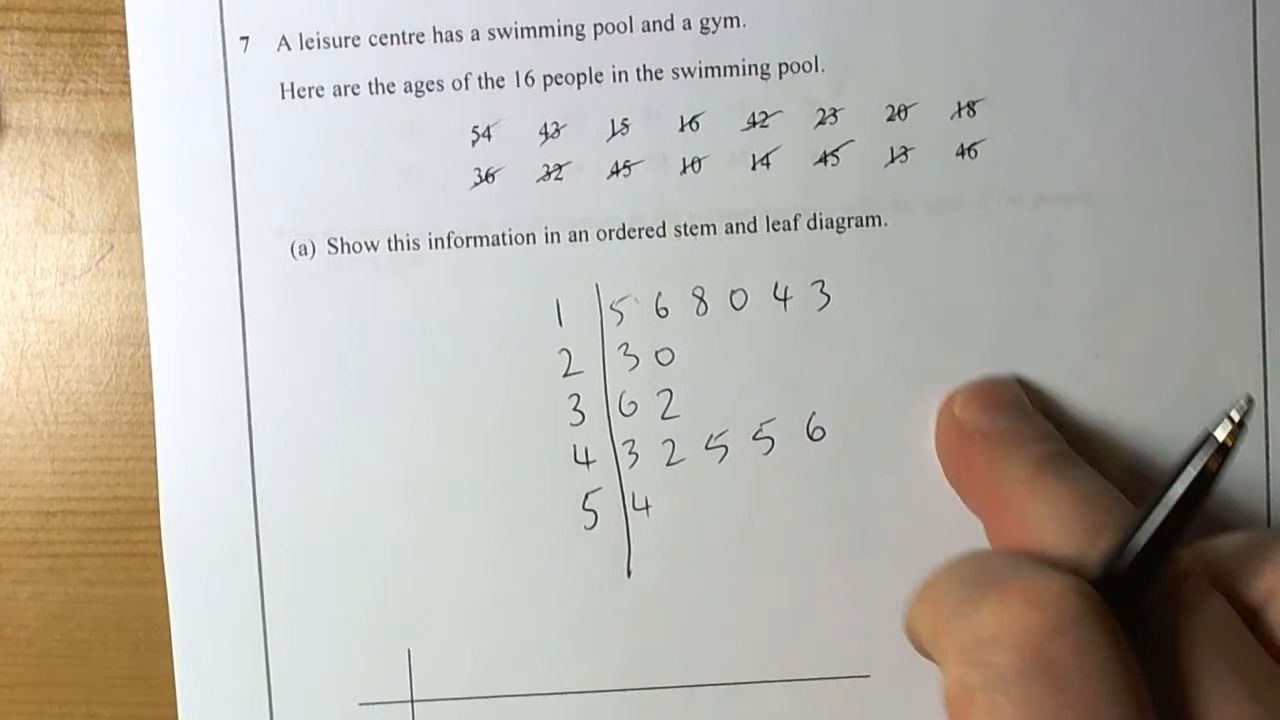 7 A leisure centre has a swimming pool and a gym.
Here are the ages of the 16 people in the swimming pool.
54 43 15 16 42 23 20 18
36 32 45 10 14 45 13 46
(a) Show this information in an ordered stem and leaf diagram.
1 | 5 6 8 0 4 3
2 | 3 0
3 | 6 2
4 | 3 2 5 5 6
5 | 4